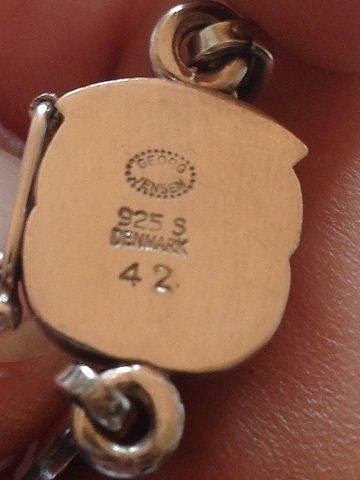 GEORG
JENSEN
925 S
DENMARK
42